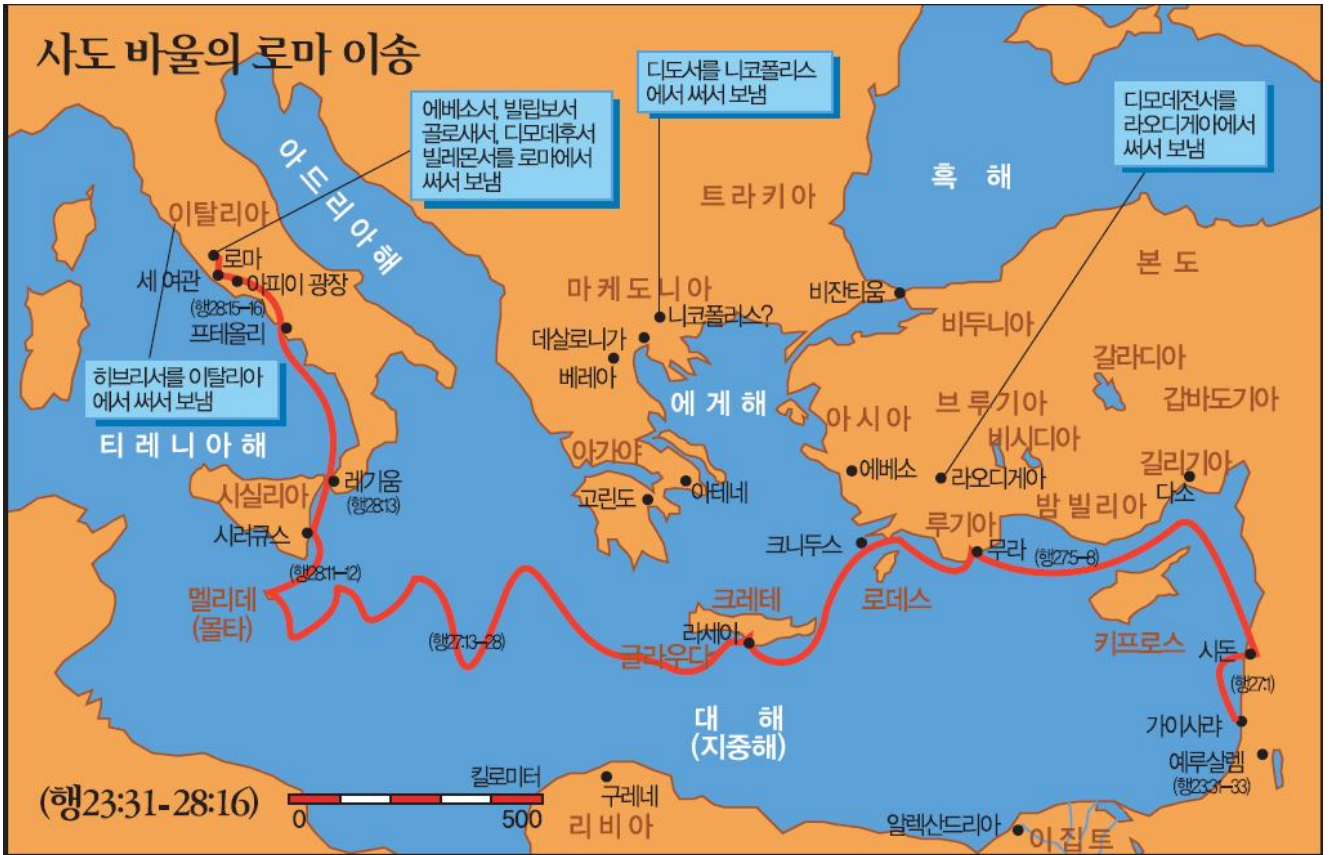 사도 바울의 로마 이송
에베소서, 빌립보서
골로새서, 디모데후서
빌레몬서를 로마에서
써서 보냄
디도서를 니코폴리스
에서 써서 보냄
디모데전서를
라오디게아에서
써서 보냄
히브리서를 이탈리아
에서 써서 보냄
아드리아해
흑 해
트라키아
이탈리아
로마
세 여관
아피이 광장
(행28:15-16)
프테올리
마케도니아
니코폴리스?
데살로니가
베레아
비잔티움
본 도
비두니아
갈라디아
갑바도기아
에 게 해
아시아
브루기아
비시디아
티 레 니 아 해
아가야
에베소
라오디게아
길리기아
다소
밤 빌 리 아
시실리아
레기움
(행28:13)
고린도
아테네
루기아
시러큐스
크니두스
무라
(행27:5-8)
(행28:11-12)
멜리데
(몰타)
크레테
로데스
(행27:13-28)
라세아
글라우다
키프로스
시돈
(행27:1)
대 해
(지중해)
가이사랴
예루살렘
(행23:31-33)
(행23:31-28:16)
킬로미터
0 500
구레네
리 비 아
알렉산드리아
이 집 트